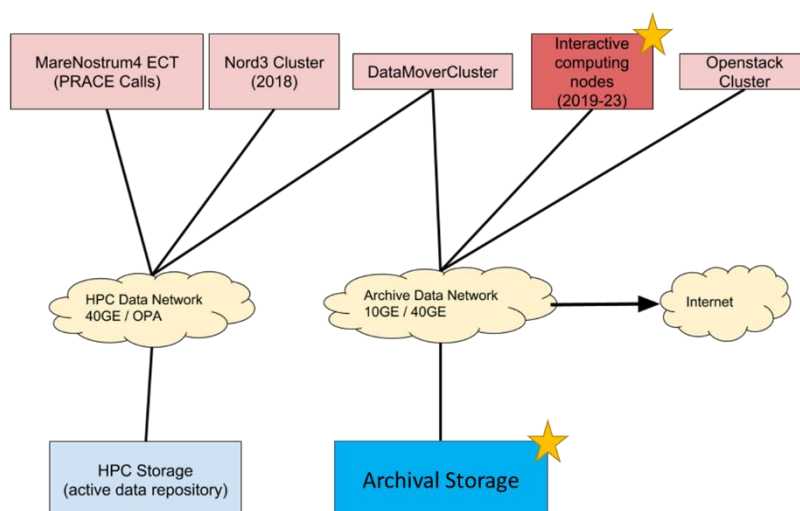 MareNostrum4 ECT
(PRACE Calls)
Nord3 Cluster
(2018)
DataMoverCluster
Interactive
computing
nodes
(2019-23)
Openstack
Cluster
HPC Data Network
40GE / OPA
Archive Data Network
10GE / 40GE
Internet
HPC Storage
(active data repository)
Archival Storage